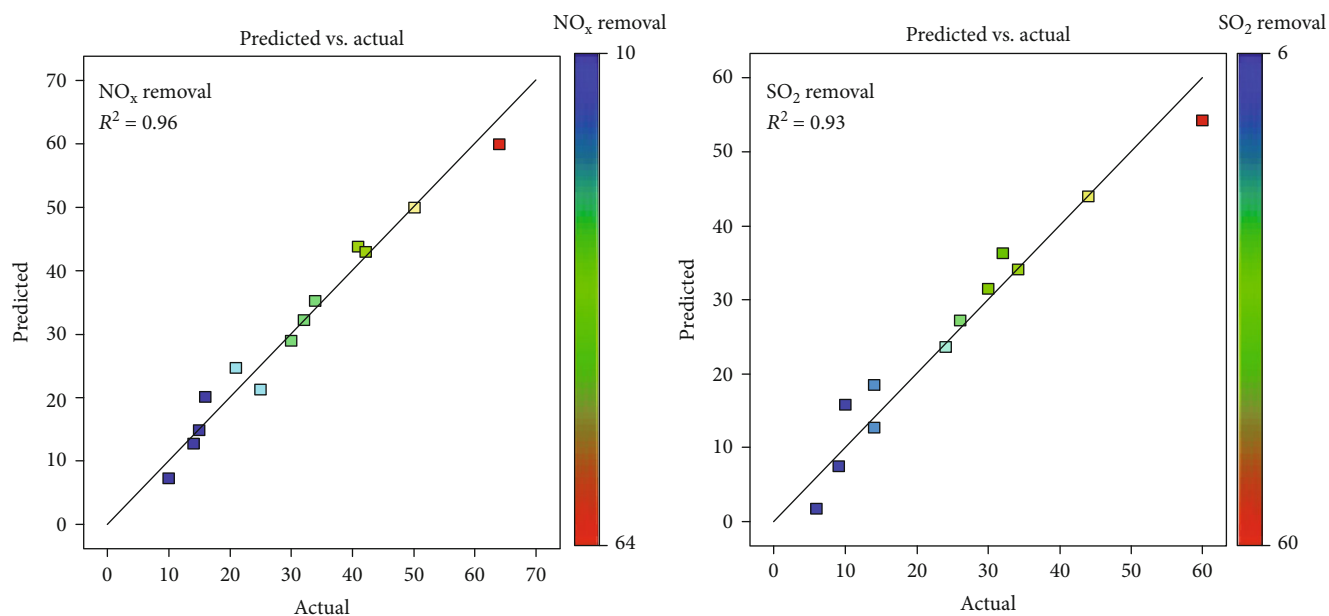 Predicted vs. actual
NOx removal
10
64
NOx removal
R² = 0.96
70
60
50
40
30
20
10
0
Predicted
0 10 20 30 40 50 60 70
Actual
Predicted vs. actual
SO2 removal
6
60
SO2 removal
R² = 0.93
60
50
40
30
20
10
0
Predicted
0 10 20 30 40 50 60
Actual